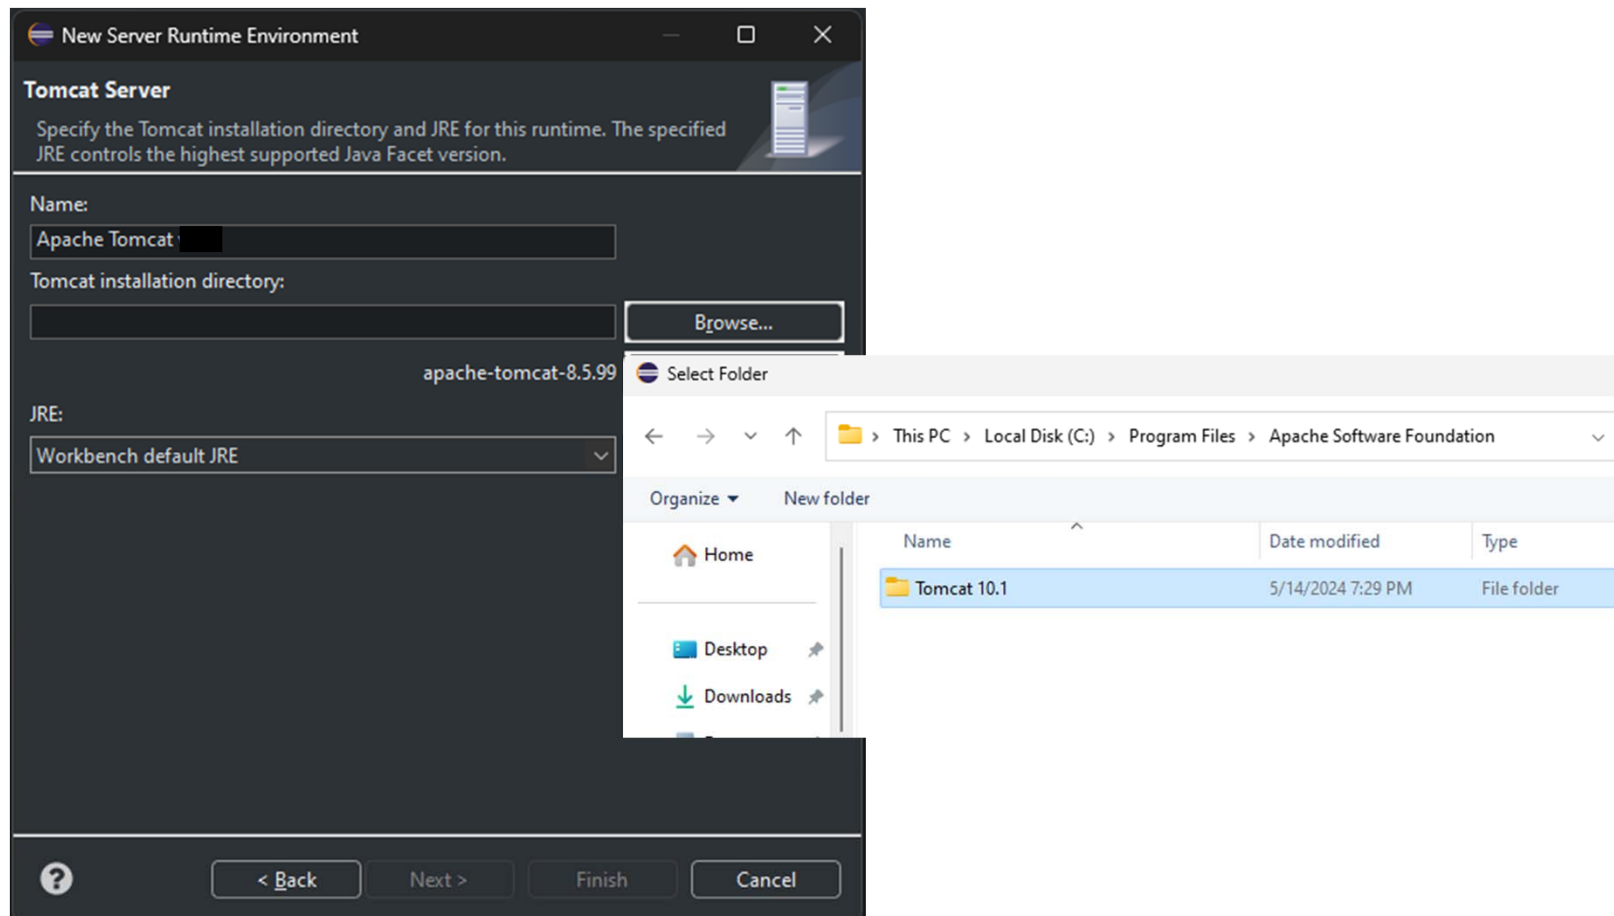 New Server Runtime Environment
Tomcat Server
Specify the Tomcat installation directory and JRE for this runtime. The specified
JRE controls the highest supported Java Facet version.
Name:
Apache Tomcat
Tomcat installation directory:
Browse...
apache-tomcat-8.5.99
JRE:
Workbench default JRE
< Back
Next >
Finish
Cancel
Select Folder
This PC > Local Disk (C:) > Program Files > Apache Software Foundation
Organize
New folder
Name
Date modified
Type
Home
Tomcat 10.1
5/14/2024 7:29 PM
File folder
Desktop
Downloads